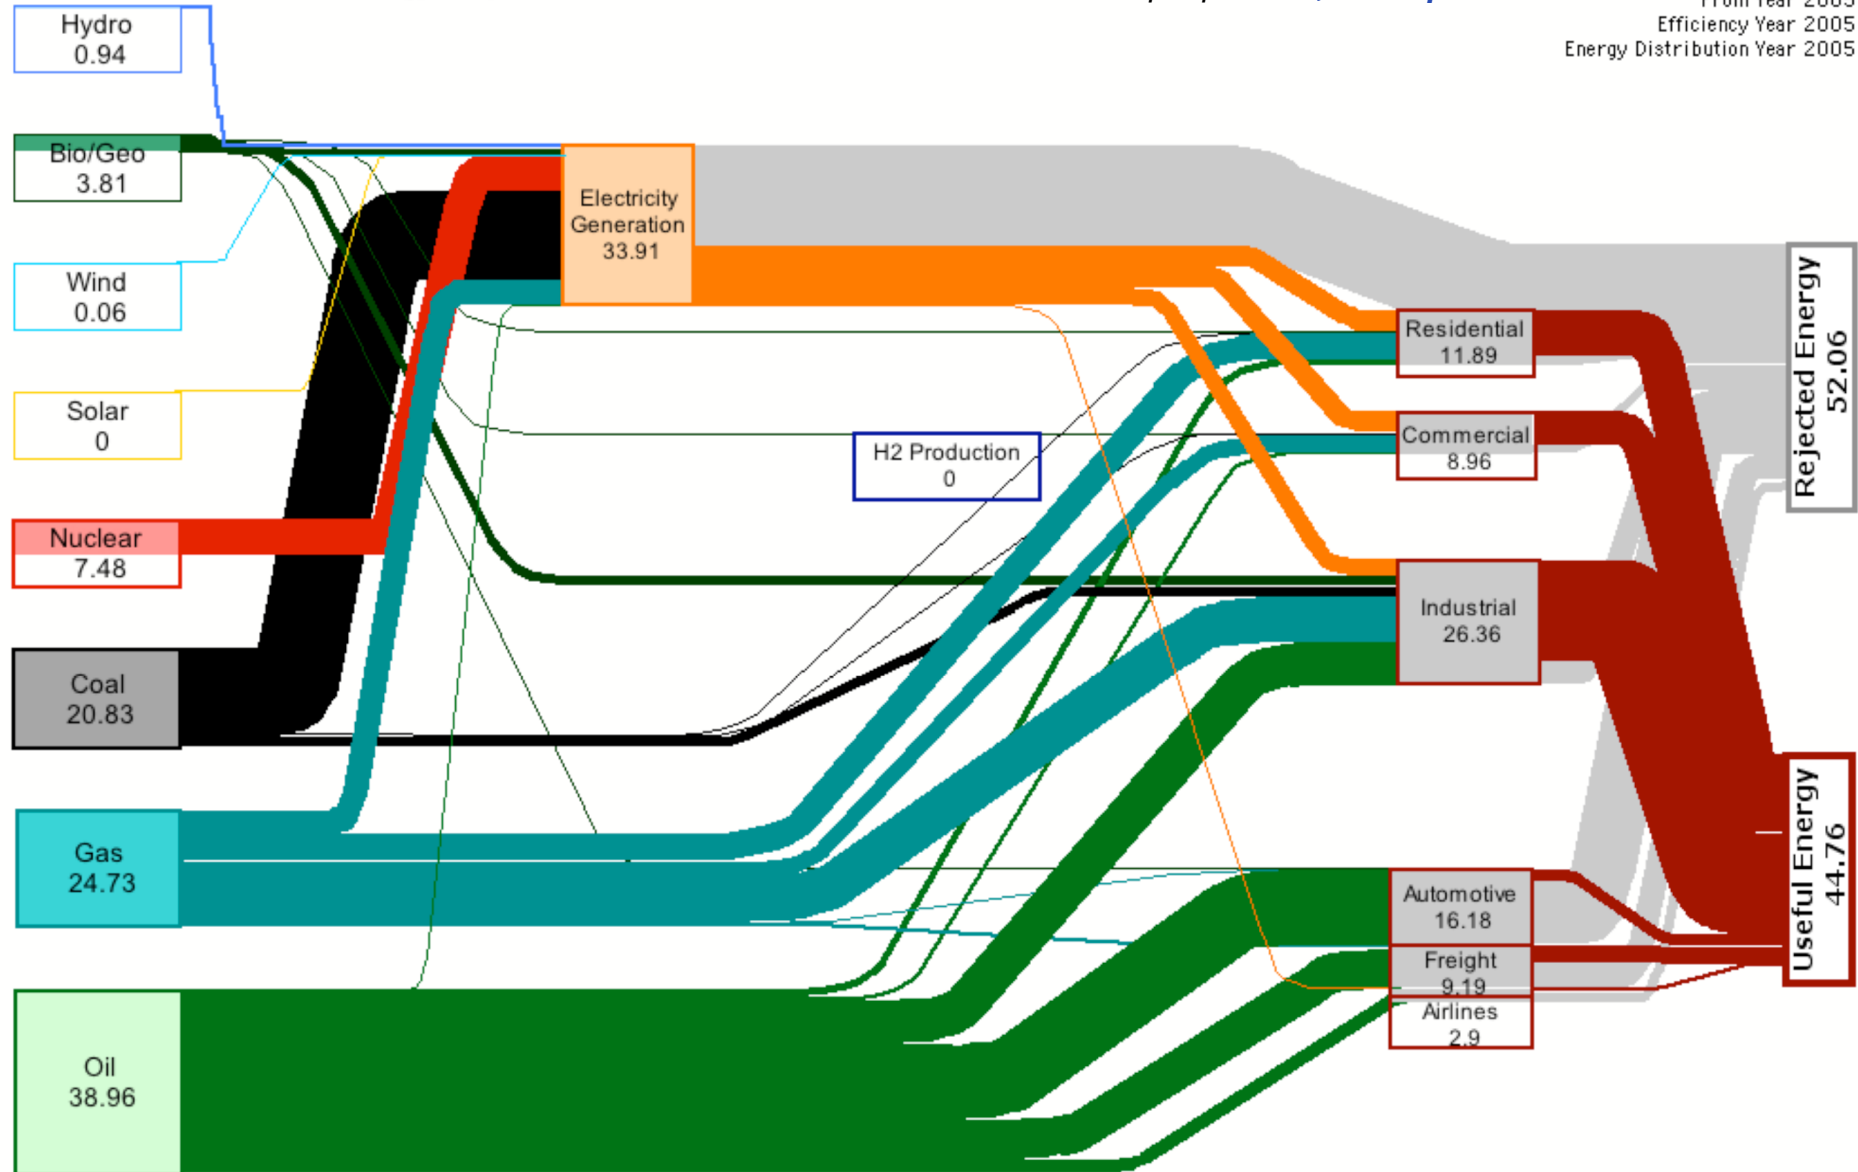 From Year 2005
Efficiency Year 2005
Energy Distribution Year 2005
Hydro
0.94
Bio/Geo
3.81
Wind
0.06
Solar
0
Nuclear
7.48
Coal
20.83
Gas
24.73
Oil
38.96
Electricity
Generation
33.91
H2 Production
0
Residential
11.89
Commercial
8.96
Industrial
26.36
Automotive
16.18
Freight
9.19
Airlines
2.9
Rejected Energy
52.06
Useful Energy
44.76